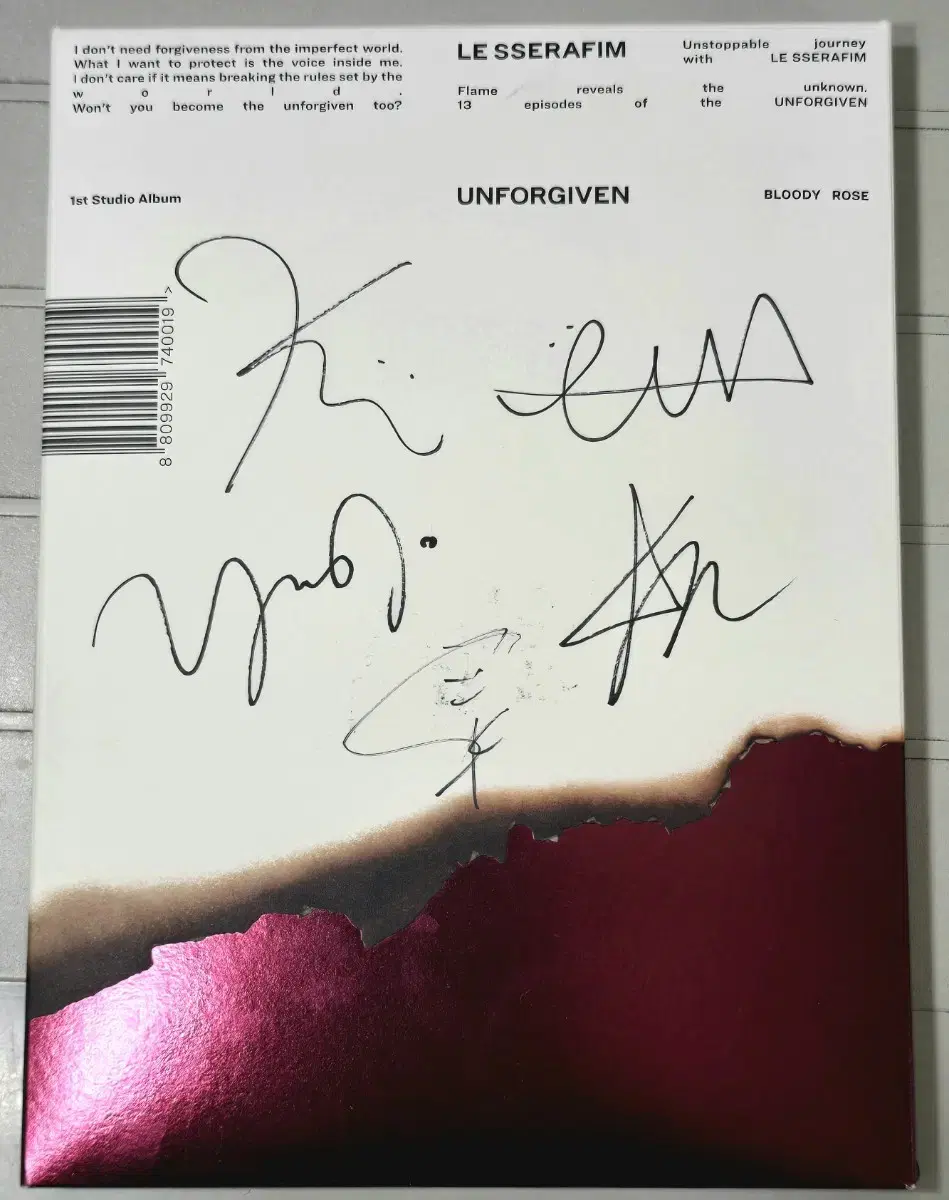 I don't need forgiveness from the imperfect world.
What I want to protect is the voice inside me.
I don't care if it means breaking the rules set by the
w o r l d .
Won't you become the unforgiven too?
LE SSERAFIM
Unstoppable journey
with LE SSERAFIM
Flame reveals the unknown.
13 episodes of the UNFORGIVEN
1st Studio Album
UNFORGIVEN
BLOODY ROSE
8 809929 740019 >